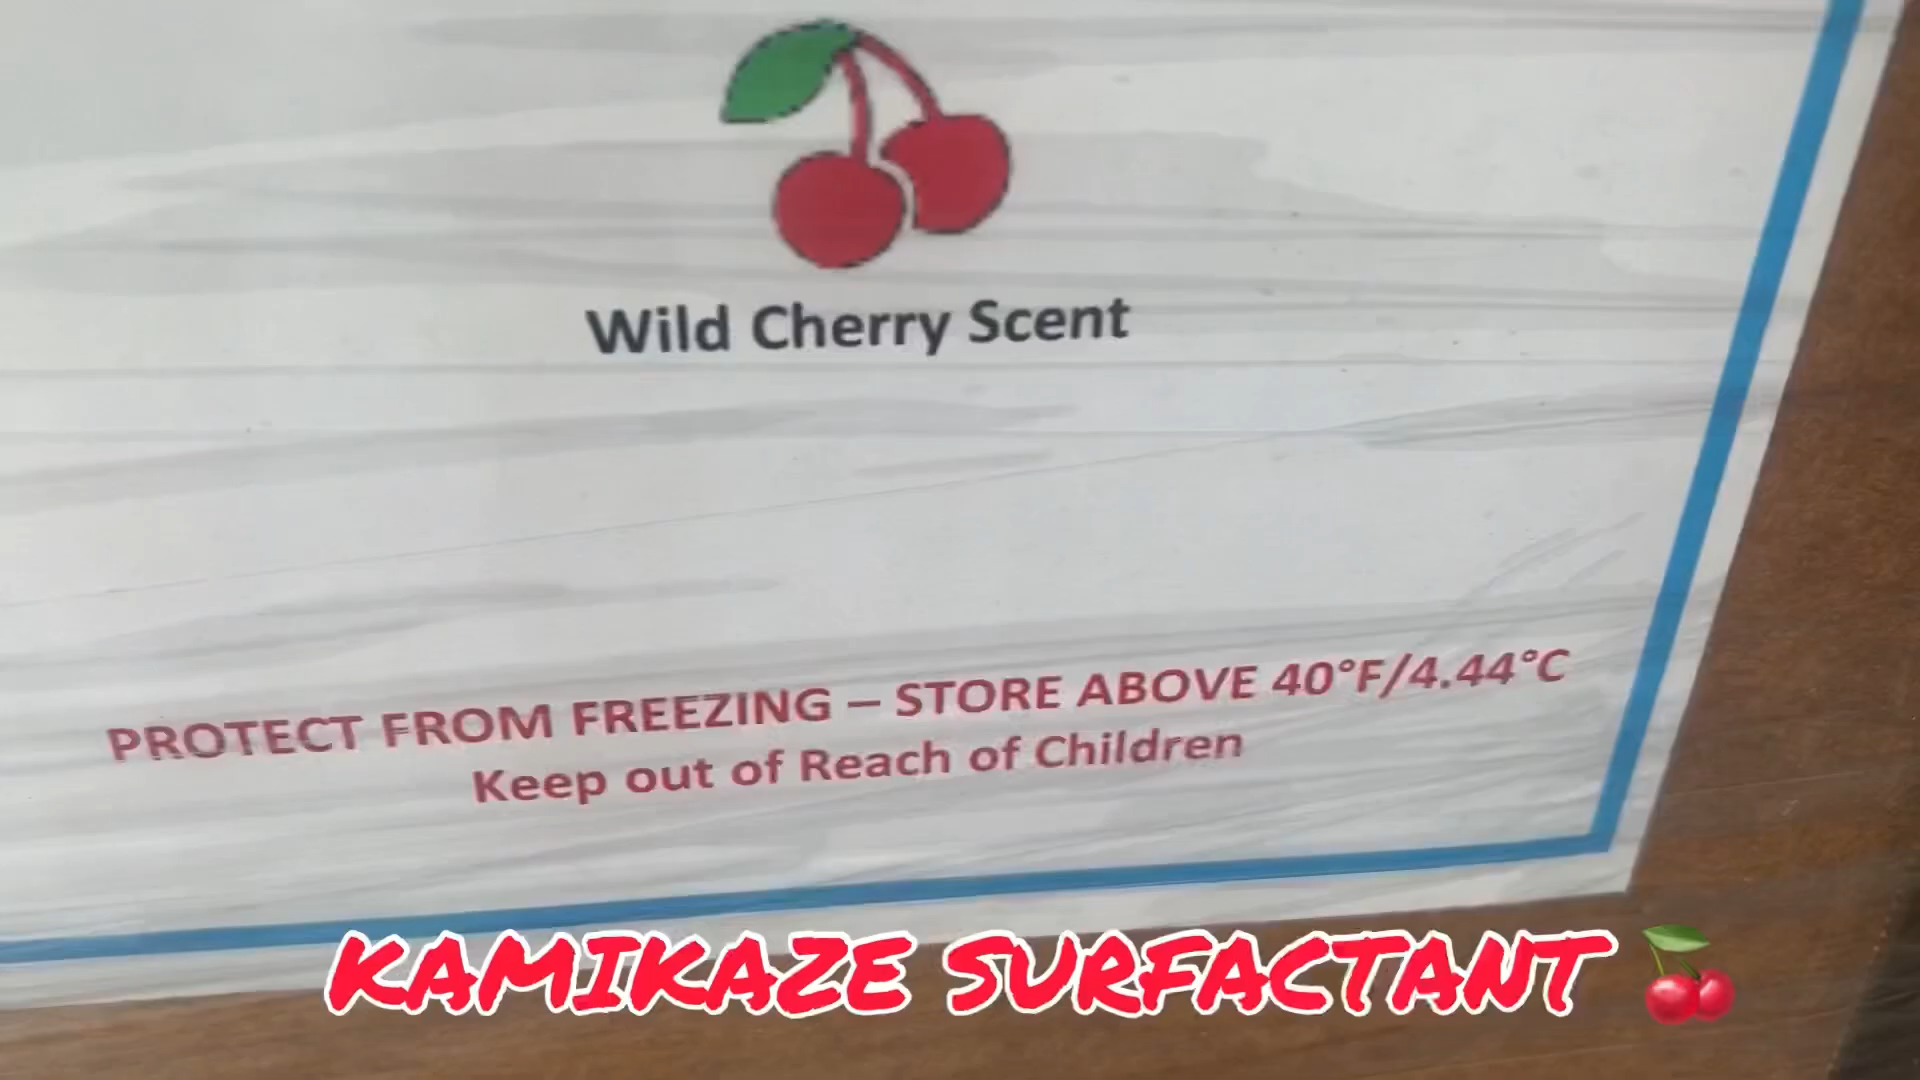 Wild Cherry Scent
PROTECT FROM FREEZING – STORE ABOVE 40°F/4.44°C
Keep out of Reach of Children
KAMIKAZE SURFACTANT 🍒